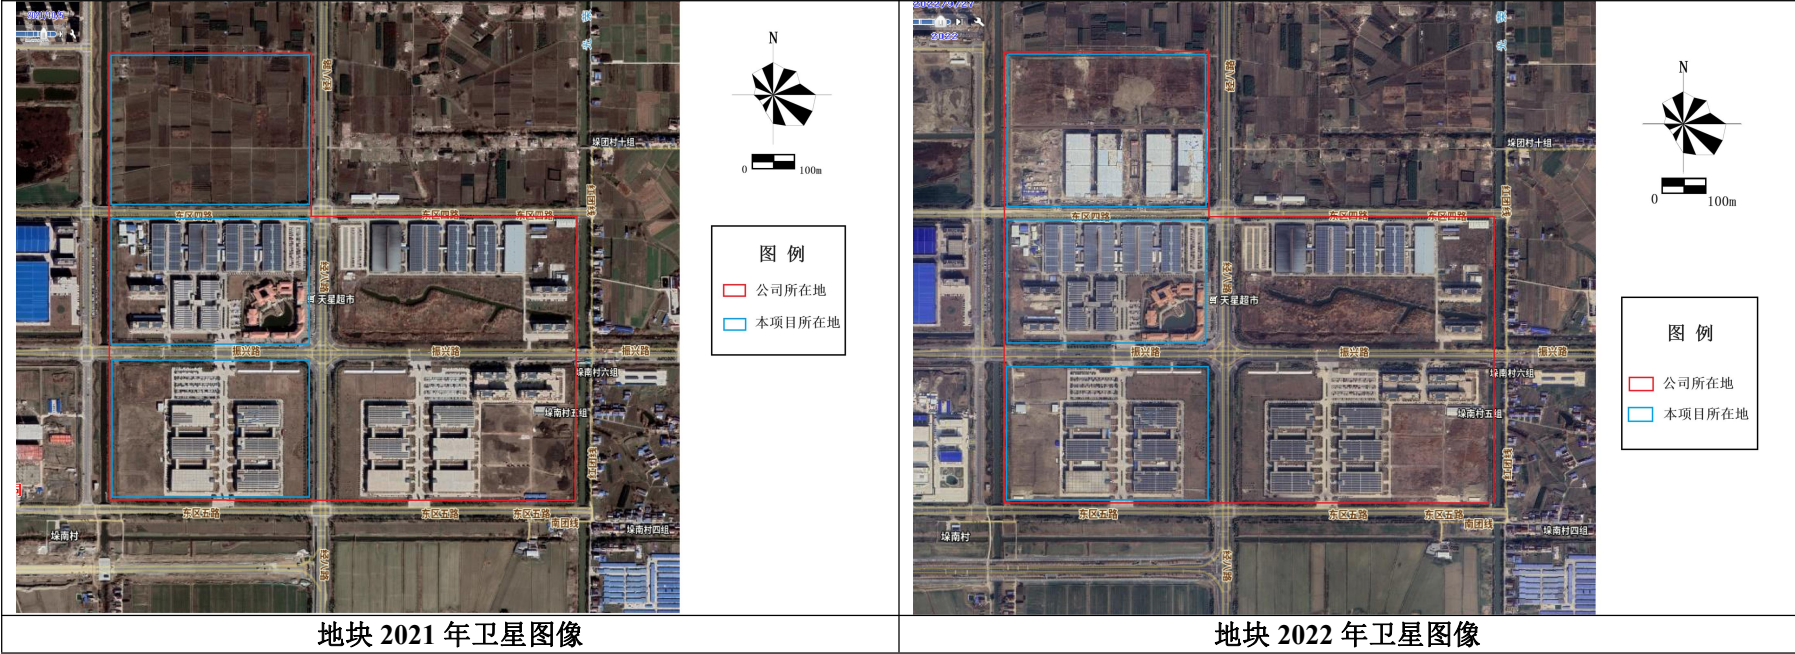 2022/9/27
2022
N
0 100m
图 例
公司所在地
本项目所在地
垛团村十组
东区四路
东区四路
东区四路
天星超市
振兴路
振兴路
振兴路
垛南村六组
垛南村五组
东区五路
东区五路
东区五路
南团线
垛南村
垛南村四组
地块 2021 年卫星图像
N
0 100m
图 例
公司所在地
本项目所在地
垛团村十组
东区四路
东区四路
东区四路
天星超市
振兴路
振兴路
振兴路
垛南村六组
垛南村五组
东区五路
东区五路
东区五路
南团线
垛南村
垛南村四组
地块 2022 年卫星图像